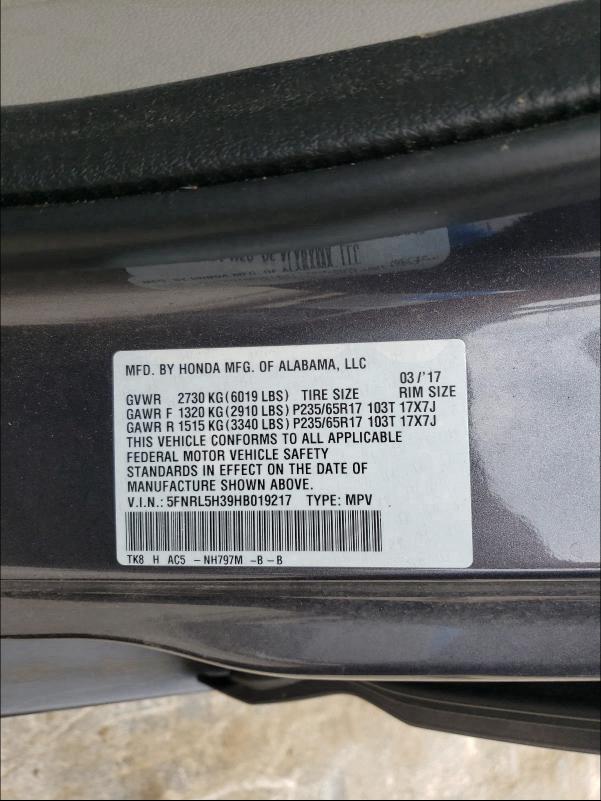 MFD. BY HONDA MFG. OF ALABAMA, LLC
03/'17
GVWR 2730 KG(6019 LBS) TIRE SIZE RIM SIZE
GAWR F 1320 KG(2910 LBS)P235/65R17 103T 17X7J
GAWR R 1515 KG(3340 LBS)P235/65R17 103T 17X7J
THIS VEHICLE CONFORMS TO ALL APPLICABLE
FEDERAL MOTOR VEHICLE SAFETY
STANDARDS IN EFFECT ON THE DATE OF
MANUFACTURE SHOWN ABOVE.
V.I.N.: 5FNRL5H39HB019217 TYPE: MPV
TK8 H AC5 -NH797M -B-B